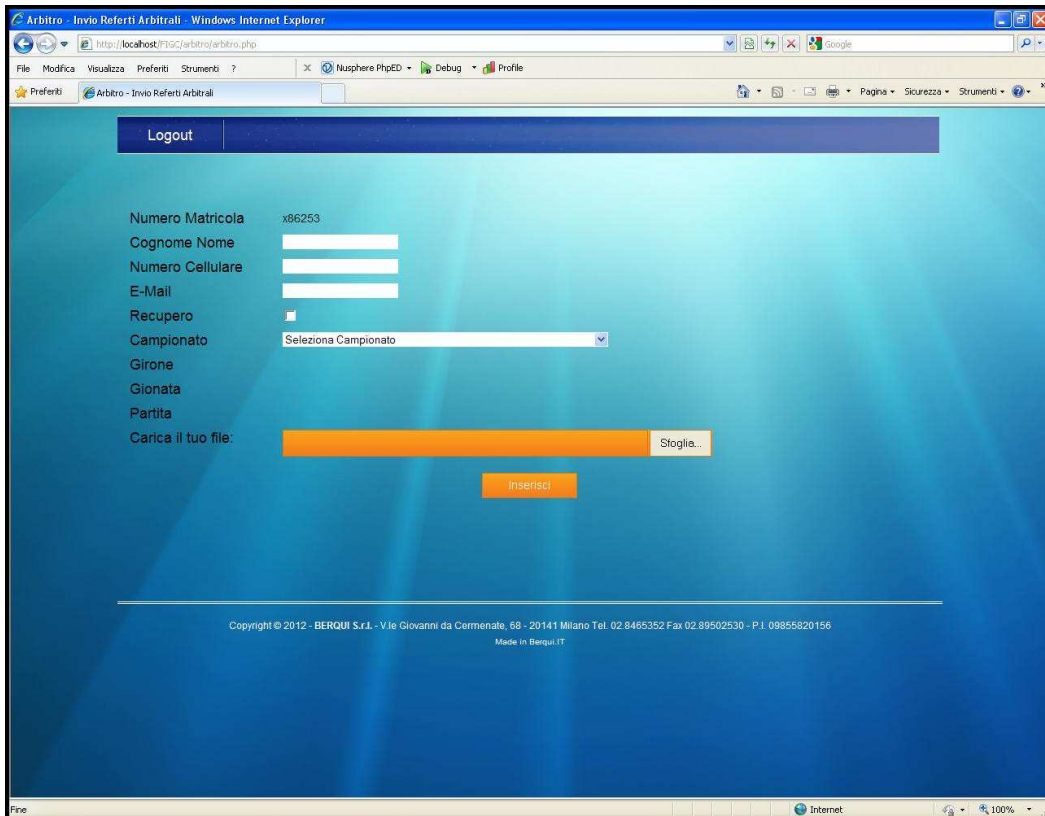 Arbitro - Invio Referti Arbitrali - Windows Internet Explorer
http://localhost/FIGC/arbitro/arbitro.php
Google
File Modifica Visualizza Preferiti Strumenti ?
X Nusphere PhpED Debug Profile
Preferiti Arbitro - Invio Referti Arbitrali Pagina Sicurezza Strumenti
Logout
Numero Matricola x86253
Cognome Nome
Numero Cellulare
E-Mail
Recupero
Campionato Seleziona Campionato
Girone
Gionata
Partita
Carica il tuo file: Sfoglia...
Inserisci
Copyright © 2012 - BERQUI S.r.l. - V.le Giovanni da Cermenate, 68 - 20141 Milano Tel. 02.8465352 Fax 02.89502530 - P.I. 09855820156
Made in Berqui.IT
Fine Internet 100%